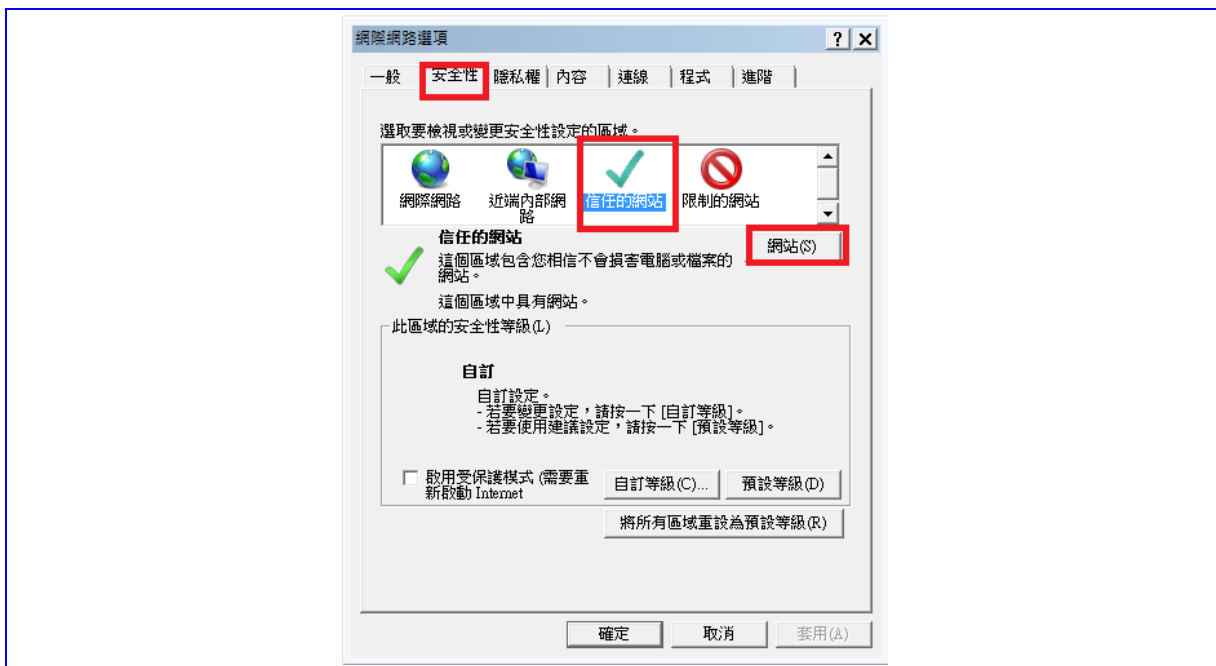 網際網路選項
一般 安全性 隱私權 內容 連線 程式 進階
選取要檢視或變更安全性設定的區域。
網際網路 近端內部網 信任的網站 限制的網站
路
信任的網站
網站(S)
這個區域包含您相信不會損害電腦或檔案的
網站。
這個區域中具有網站。
此區域的安全性等級(L)
自訂
自訂設定。
- 若要變更設定，請按一下 [自訂等級]。
- 若要使用建議設定，請按一下 [預設等級]。
啟用受保護模式 (需要重
新啟動 Internet
自訂等級(C)... 預設等級(D)
將所有區域重設為預設等級(R)
確定 取消 套用(A)